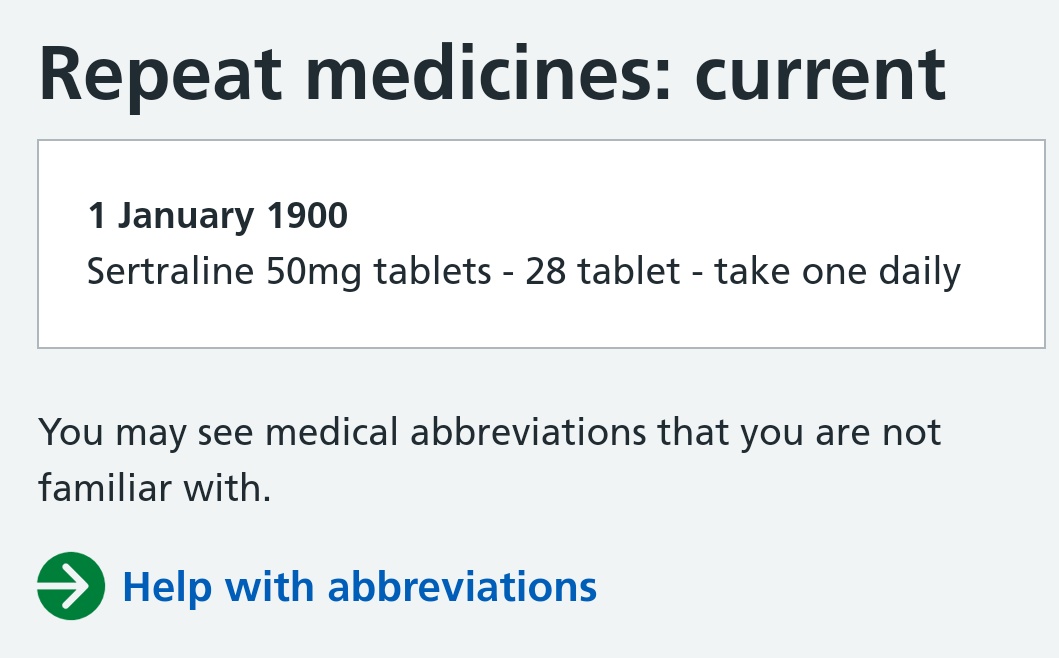 Repeat medicines: current
1 January 1900
Sertraline 50mg tablets - 28 tablet - take one daily
You may see medical abbreviations that you are not
familiar with.
Help with abbreviations